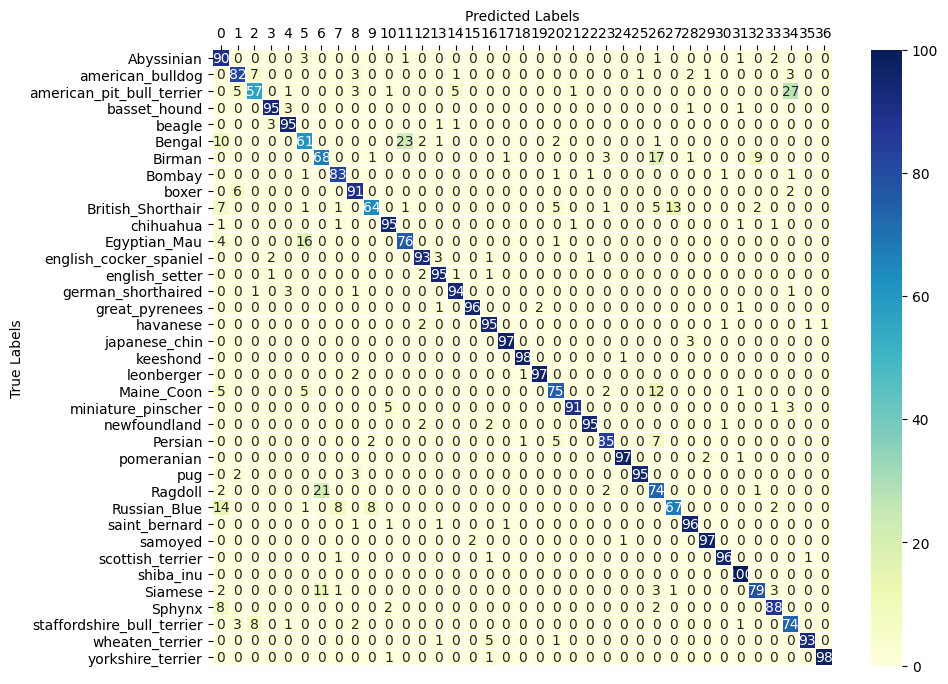 Predicted Labels
0 1 2 3 4 5 6 7 8 9 10 11 12 13 14 15 16 17 18 19 20 21 22 23 24 25 26 27 28 29 30 31 32 33 34 35 36
Abyssinian 90 0 0 0 0 3 0 0 0 0 0 1 0 0 0 0 0 0 0 0 0 0 0 0 0 0 1 0 0 0 0 1 0 2 0 0 0
american_bulldog 0 82 7 0 0 0 0 0 3 0 0 0 0 0 1 0 0 0 0 0 0 0 0 0 0 1 0 0 2 1 0 0 0 0 3 0 0
american_pit_bull_terrier 0 5 57 0 1 0 0 0 3 0 1 0 0 0 5 0 0 0 0 0 0 1 0 0 0 0 0 0 0 0 0 0 0 0 27 0 0
basset_hound 0 0 0 95 3 0 0 0 0 0 0 0 0 0 0 0 0 0 0 0 0 0 0 0 0 0 0 0 1 0 0 1 0 0 0 0 0
beagle 0 0 0 3 95 0 0 0 0 0 0 0 0 1 1 0 0 0 0 0 0 0 0 0 0 0 0 0 0 0 0 0 0 0 0 0 0
Bengal 10 0 0 0 0 61 0 0 0 0 0 23 2 1 0 0 0 0 0 0 2 0 0 0 0 0 1 0 0 0 0 0 0 0 0 0 0
Birman 0 0 0 0 0 0 68 0 0 1 0 0 0 0 0 0 0 1 0 0 0 0 0 3 0 0 17 0 1 0 0 0 9 0 0 0 0
Bombay 0 0 0 0 0 1 0 83 0 0 0 0 0 0 0 0 0 0 0 0 1 0 1 0 0 0 0 0 0 0 1 0 0 0 1 0 0
boxer 0 6 0 0 0 0 0 0 91 0 0 0 0 0 0 0 0 0 0 0 0 0 0 0 0 0 0 0 0 0 0 0 0 0 2 0 0
British_Shorthair 7 0 0 0 0 1 0 1 0 64 0 1 0 0 0 0 0 0 0 0 5 0 0 1 0 0 5 13 0 0 0 0 2 0 0 0 0
chihuahua 1 0 0 0 0 0 0 1 0 0 95 0 0 0 0 0 0 0 0 0 0 1 0 0 0 0 0 0 0 0 0 1 0 1 0 0 0
Egyptian_Mau 4 0 0 0 0 16 0 0 0 0 0 76 0 0 0 0 0 0 0 0 1 0 0 0 0 0 0 0 0 0 0 0 0 0 0 0 0
english_cocker_spaniel 0 0 0 2 0 0 0 0 0 0 0 0 93 3 0 0 1 0 0 0 0 0 1 0 0 0 0 0 0 0 0 0 0 0 0 0 0
english_setter 0 0 0 1 0 0 0 0 0 0 0 0 2 95 1 0 1 0 0 0 0 0 0 0 0 0 0 0 0 0 0 0 0 0 0 0 0
german_shorthaired 0 0 1 0 3 0 0 0 1 0 0 0 0 0 94 0 0 0 0 0 0 0 0 0 0 0 0 0 0 0 0 0 0 0 1 0 0
great_pyrenees 0 0 0 0 0 0 0 0 0 0 0 0 0 1 0 96 0 0 0 2 0 0 0 0 0 0 0 0 0 0 0 1 0 0 0 0 0
havanese 0 0 0 0 0 0 0 0 0 0 0 0 2 0 0 0 95 0 0 0 0 0 0 0 0 0 0 0 0 0 1 0 0 0 0 1 1
japanese_chin 0 0 0 0 0 0 0 0 0 0 0 0 0 0 0 0 0 97 0 0 0 0 0 0 0 0 0 0 3 0 0 0 0 0 0 0 0
keeshond 0 0 0 0 0 0 0 0 0 0 0 0 0 0 0 0 0 0 98 0 0 0 0 0 1 0 0 0 0 0 0 0 0 0 0 0 0
leonberger 0 0 0 0 0 0 0 0 2 0 0 0 0 0 0 0 0 0 1 97 0 0 0 0 0 0 0 0 0 0 0 0 0 0 0 0 0
Maine_Coon 5 0 0 0 0 5 0 0 0 0 0 0 0 0 0 0 0 0 0 0 75 0 0 2 0 0 12 0 0 0 0 1 0 0 0 0 0
miniature_pinscher 0 0 0 0 0 0 0 0 0 0 5 0 0 0 0 0 0 0 0 0 0 91 0 0 0 0 0 0 0 0 0 0 0 1 3 0 0
newfoundland 0 0 0 0 0 0 0 0 0 0 0 0 2 0 0 0 2 0 0 0 0 0 95 0 0 0 0 0 0 0 1 0 0 0 0 0 0
Persian 0 0 0 0 0 0 0 0 0 2 0 0 0 0 0 0 0 0 1 0 5 0 0 85 0 0 7 0 0 0 0 0 0 0 0 0 0
pomeranian 0 0 0 0 0 0 0 0 0 0 0 0 0 0 0 0 0 0 0 0 0 0 0 0 97 0 0 0 0 2 0 1 0 0 0 0 0
pug 0 2 0 0 0 0 0 0 3 0 0 0 0 0 0 0 0 0 0 0 0 0 0 0 0 95 0 0 0 0 0 0 0 0 0 0 0
Ragdoll 2 0 0 0 0 0 21 0 0 0 0 0 0 0 0 0 0 0 0 0 0 0 0 2 0 0 74 0 0 0 0 0 1 0 0 0 0
Russian_Blue 14 0 0 0 0 1 0 8 0 8 0 0 0 0 0 0 0 0 0 0 0 0 0 0 0 0 0 67 0 0 0 0 0 2 0 0 0
saint_bernard 0 0 0 0 0 0 0 0 1 0 1 0 0 1 0 0 0 1 0 0 0 0 0 0 0 0 0 0 96 0 0 0 0 0 0 0 0
samoyed 0 0 0 0 0 0 0 0 0 0 0 0 0 0 0 2 0 0 0 0 0 0 0 0 1 0 0 0 0 97 0 0 0 0 0 0 0
scottish_terrier 0 0 0 0 0 0 0 1 0 0 0 0 0 0 0 0 1 0 0 0 0 0 0 0 0 0 0 0 0 0 96 0 0 0 0 1 0
shiba_inu 0 0 0 0 0 0 0 0 0 0 0 0 0 0 0 0 0 0 0 0 0 0 0 0 0 0 0 0 0 0 0 100 0 0 0 0 0
Siamese 2 0 0 0 0 0 11 1 0 0 0 0 0 0 0 0 0 0 0 0 0 0 0 0 0 0 3 1 0 0 0 0 79 3 0 0 0
Sphynx 8 0 0 0 0 0 0 0 0 0 2 0 0 0 0 0 0 0 0 0 0 0 0 0 0 0 2 0 0 0 0 0 0 88 0 0 0
staffordshire_bull_terrier 0 3 8 0 1 0 0 0 2 0 0 0 0 0 0 0 0 0 0 0 0 0 0 0 0 0 0 0 0 0 0 1 0 0 74 0 0
wheaten_terrier 0 0 0 0 0 0 0 0 0 0 0 0 0 1 0 0 5 0 0 0 1 0 0 0 0 0 0 0 0 0 0 0 0 0 0 93 0
yorkshire_terrier 0 0 0 0 0 0 0 0 0 0 1 0 0 0 0 0 1 0 0 0 0 0 0 0 0 0 0 0 0 0 0 0 0 0 0 0 98
True Labels
100
80
60
40
20
0